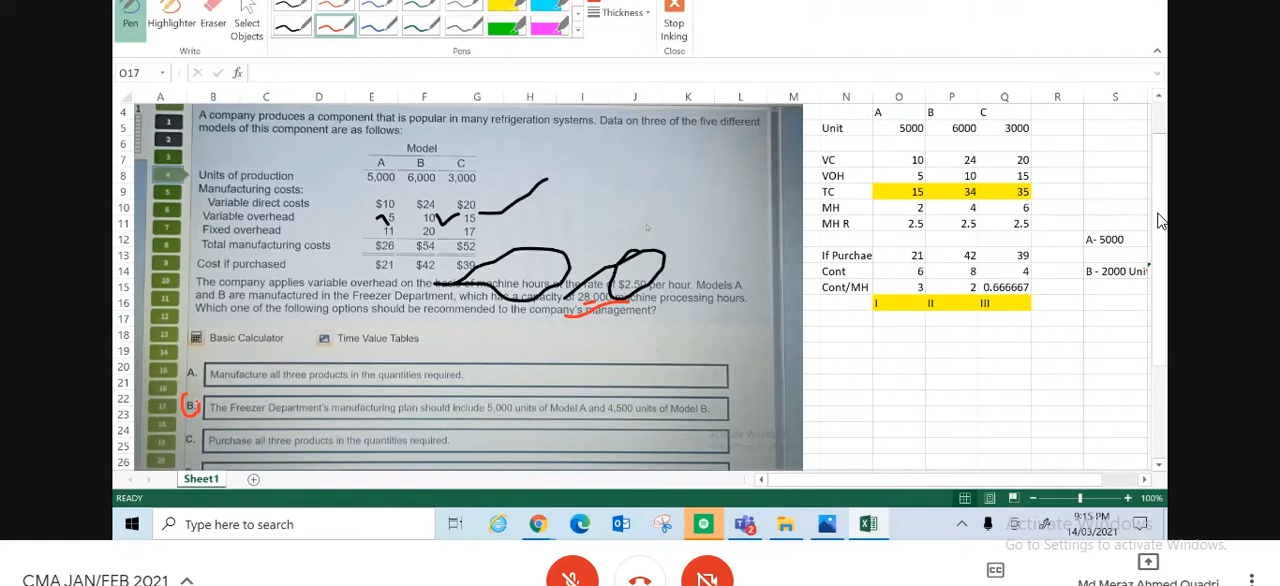 Pen Highlighter Eraser Select Objects Thickness Stop Inking
Write Pens Close
O17 fx
A B C D E F G H I J K L M N O P Q R S
A company produces a component that is popular in many refrigeration systems. Data on three of the five different
models of this component are as follows:
Model
A B C
Units of production 5,000 6,000 3,000
Manufacturing costs:
Variable direct costs $10 $24 $20
Variable overhead 5 10 15
Fixed overhead 11 20 17
Total manufacturing costs $26 $54 $52
Cost if purchased $21 $42 $39
The company applies variable overhead on the basis of machine hours at the rate of $2.50 per hour. Models A
and B are manufactured in the Freezer Department, which has a capacity of 28,000 machine processing hours.
Which one of the following options should be recommended to the company's management?
Basic Calculator Time Value Tables
A. Manufacture all three products in the quantities required.
B. The Freezer Department's manufacturing plan should include 5,000 units of Model A and 4,500 units of Model B.
C. Purchase all three products in the quantities required.
A B C
Unit 5000 6000 3000
VC 10 24 20
VOH 5 10 15
TC 15 34 35
MH 2 4 6
MH R 2.5 2.5 2.5
A- 5000
If Purchae 21 42 39
Cont 6 8 4 B - 2000 Unit
Cont/MH 3 2 0.666667
I II III
Sheet1
READY 100%
Activate Windows
Go to Settings to activate Windows.
Type here to search
9:15 PM
14/03/2021
CMA JAN/FEB 2021
Md Meraz Ahmed Quadri